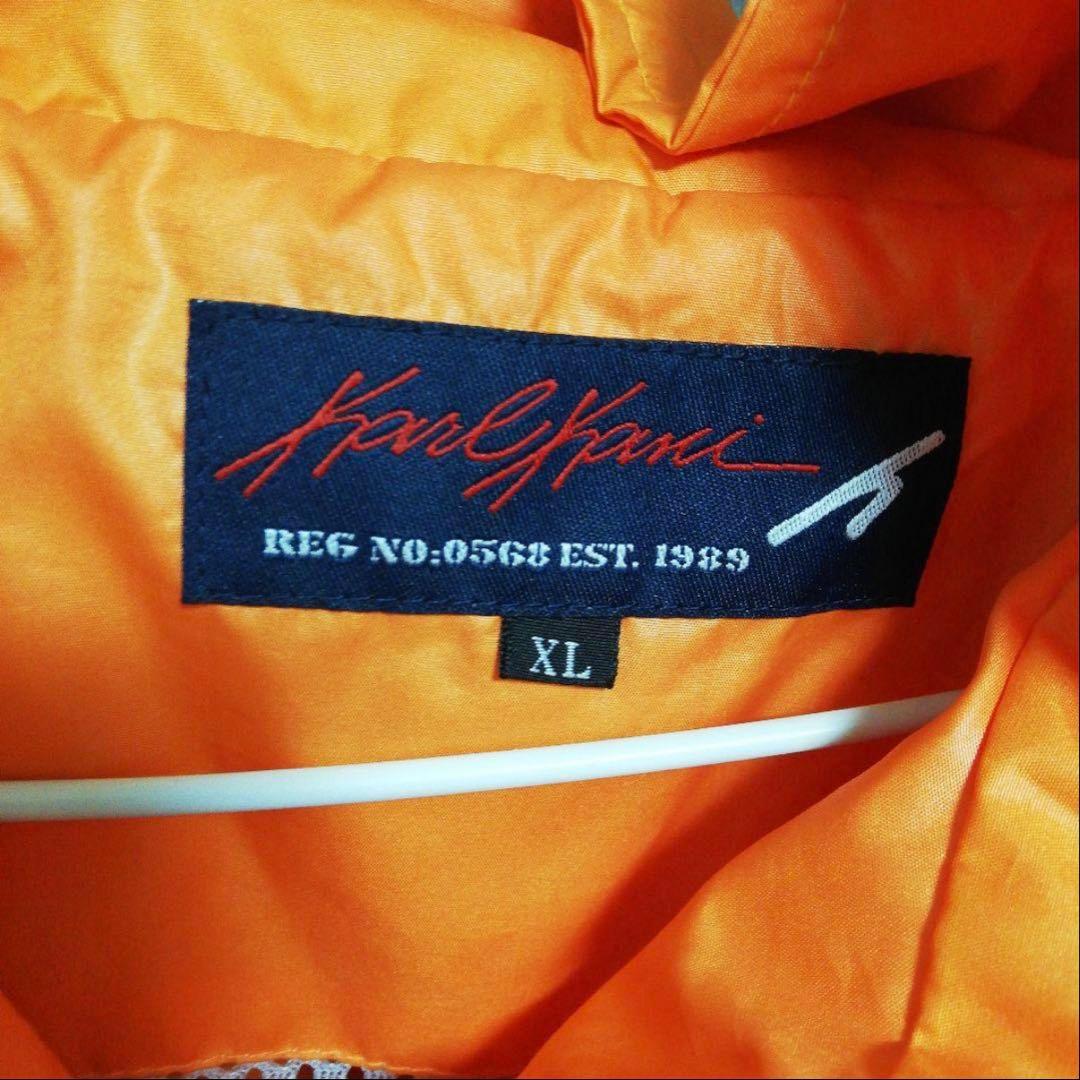 Karl Kani
REG NO:0568 EST. 1989
XL